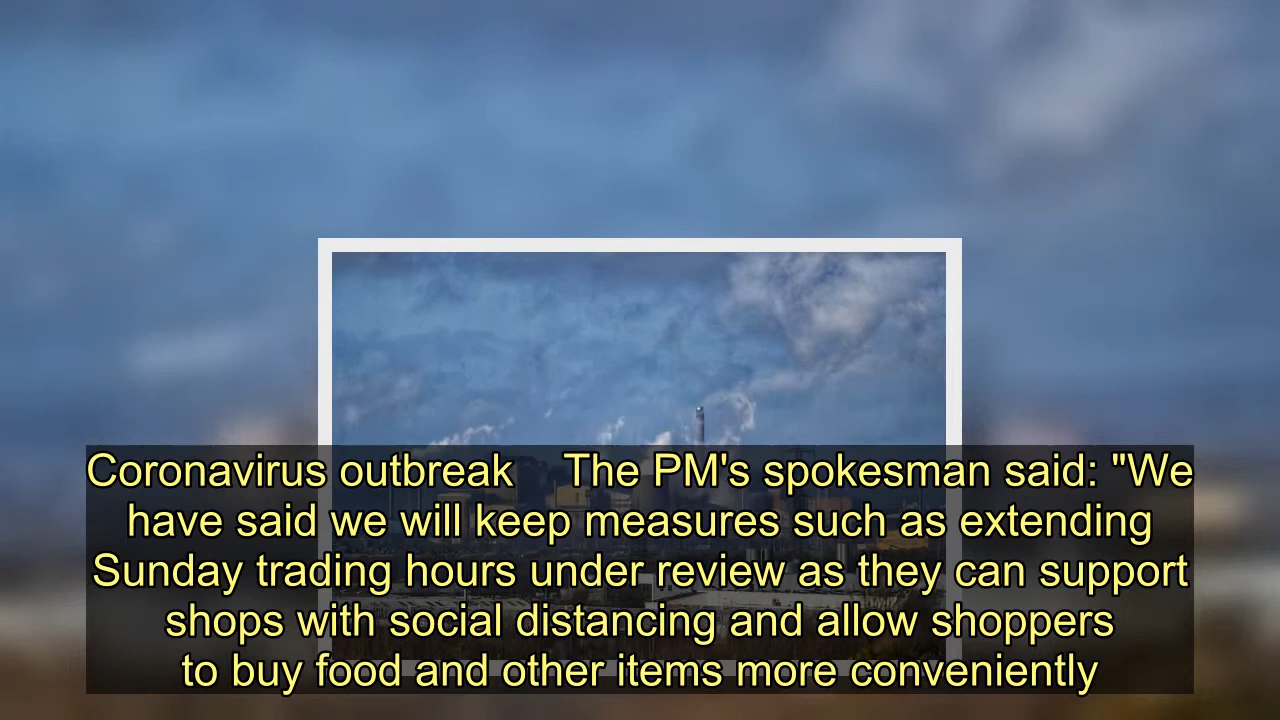 Coronavirus outbreak    The PM's spokesman said: "We
have said we will keep measures such as extending
Sunday trading hours under review as they can support
shops with social distancing and allow shoppers
to buy food and other items more conveniently